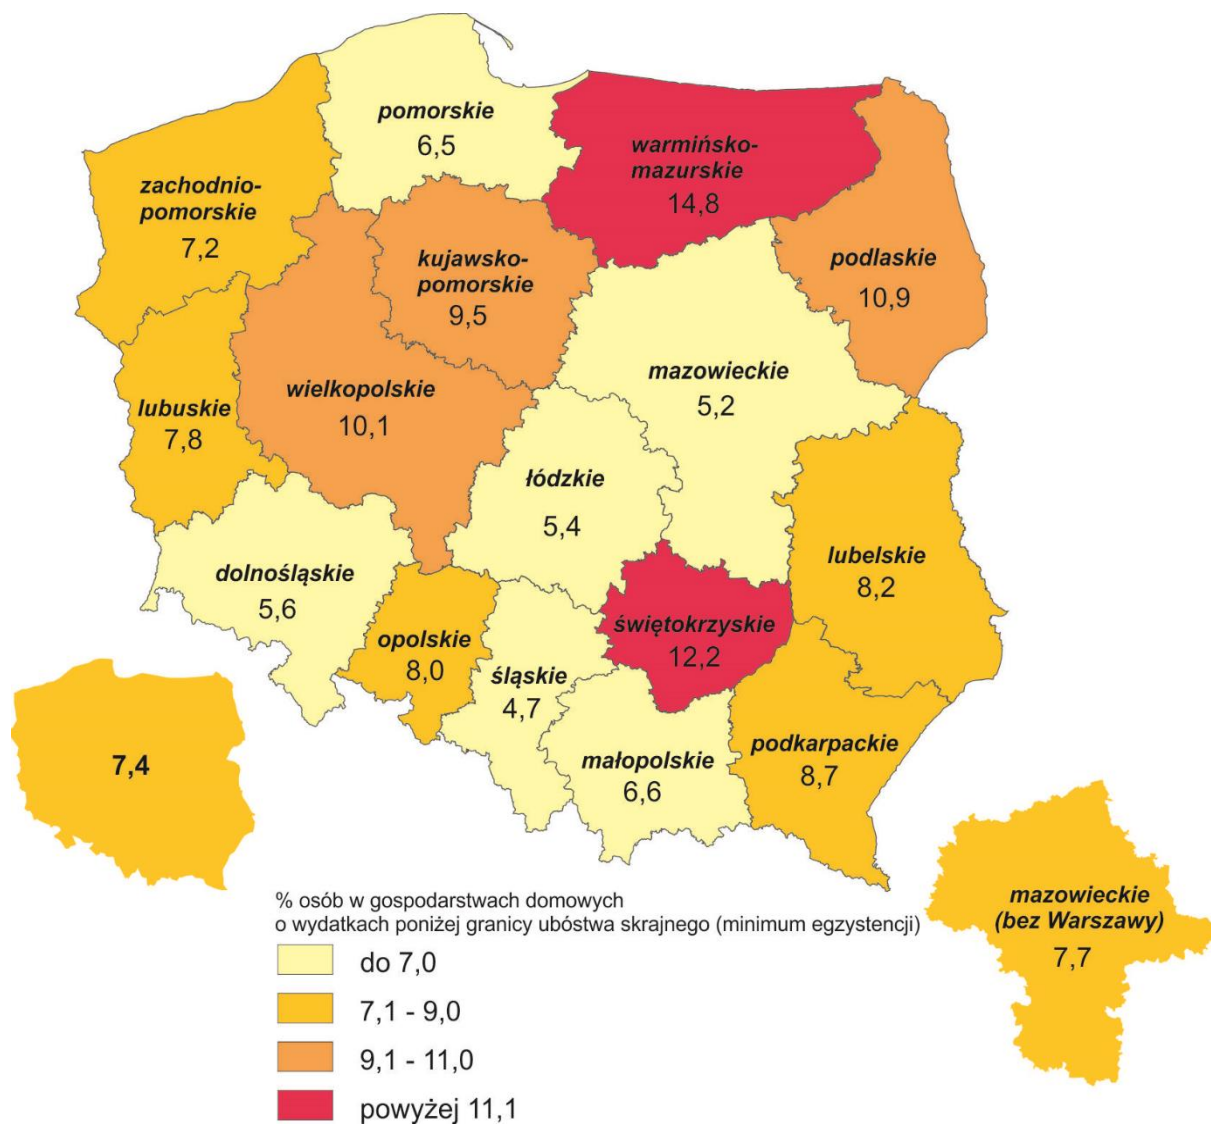 pomorskie
6,5
warmińsko-
mazurskie
14,8
zachodnio-
pomorskie
7,2
kujawsko-
pomorskie
9,5
podlaskie
10,9
mazowieckie
5,2
wielkopolskie
10,1
lubuskie
7,8
łódzkie
5,4
lubelskie
8,2
dolnośląskie
5,6
opolskie
8,0
świętokrzyskie
12,2
śląskie
4,7
małopolskie
6,6
podkarpackie
8,7
7,4
mazowieckie
(bez Warszawy)
7,7
% osób w gospodarstwach domowych
o wydatkach poniżej granicy ubóstwa skrajnego (minimum egzystencji)
do 7,0
7,1 - 9,0
9,1 - 11,0
powyżej 11,1